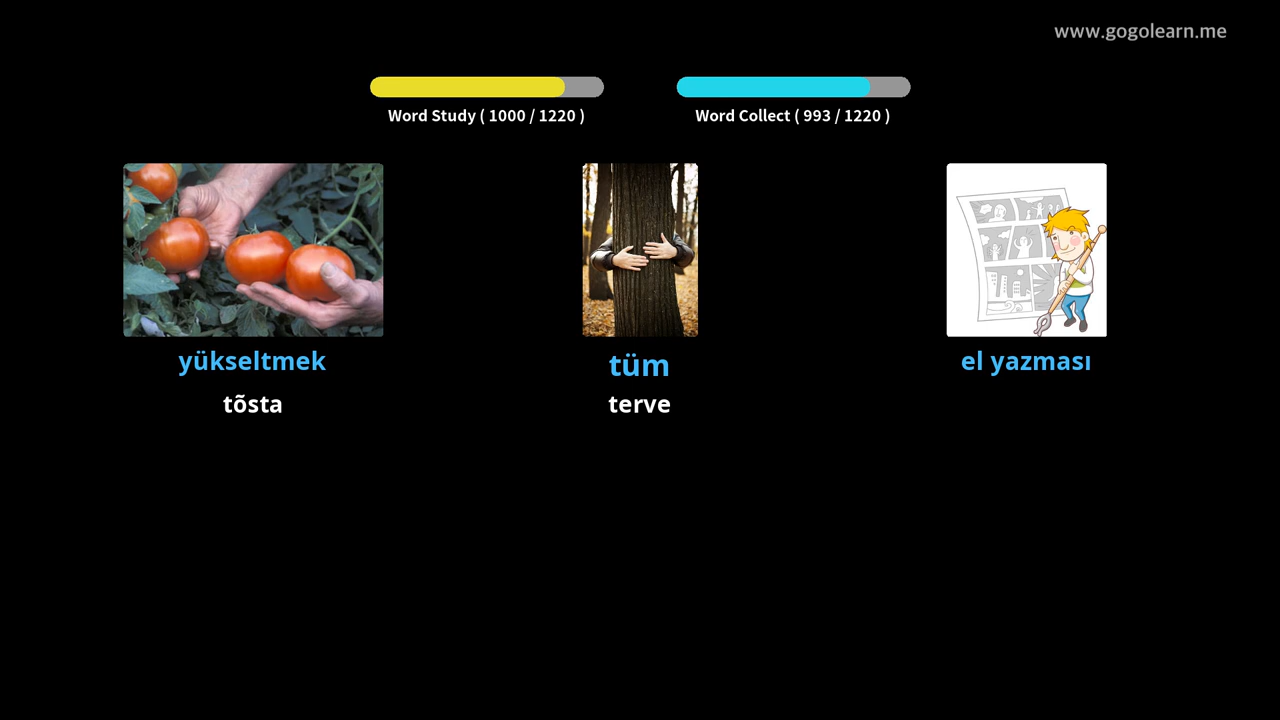 www.gogolearn.me
Word Study ( 1000 / 1220 )
Word Collect ( 993 / 1220 )
yükseltmek
tõsta
tüm
terve
el yazması